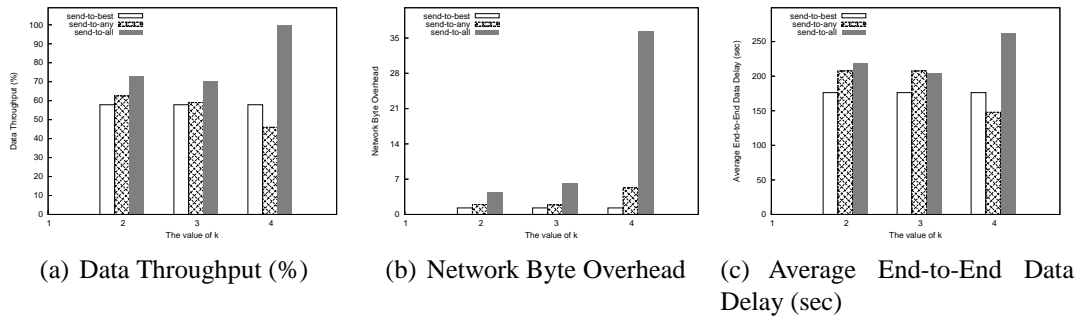 send-to-best
send-to-any
send-to-all
100
90
80
70
60
50
40
30
20
10
0
Data Throughput (%)
1 2 3 4
The value of k
(a) Data Throughput (%)
send-to-best
send-to-any
send-to-all
35
28
21
14
7
0
Network Byte Overhead
1 2 3 4
The value of k
(b) Network Byte Overhead
send-to-best
send-to-any
send-to-all
250
200
150
100
50
0
Average End-to-End Data Delay (sec)
1 2 3 4
The value of k
(c) Average End-to-End Data
Delay (sec)